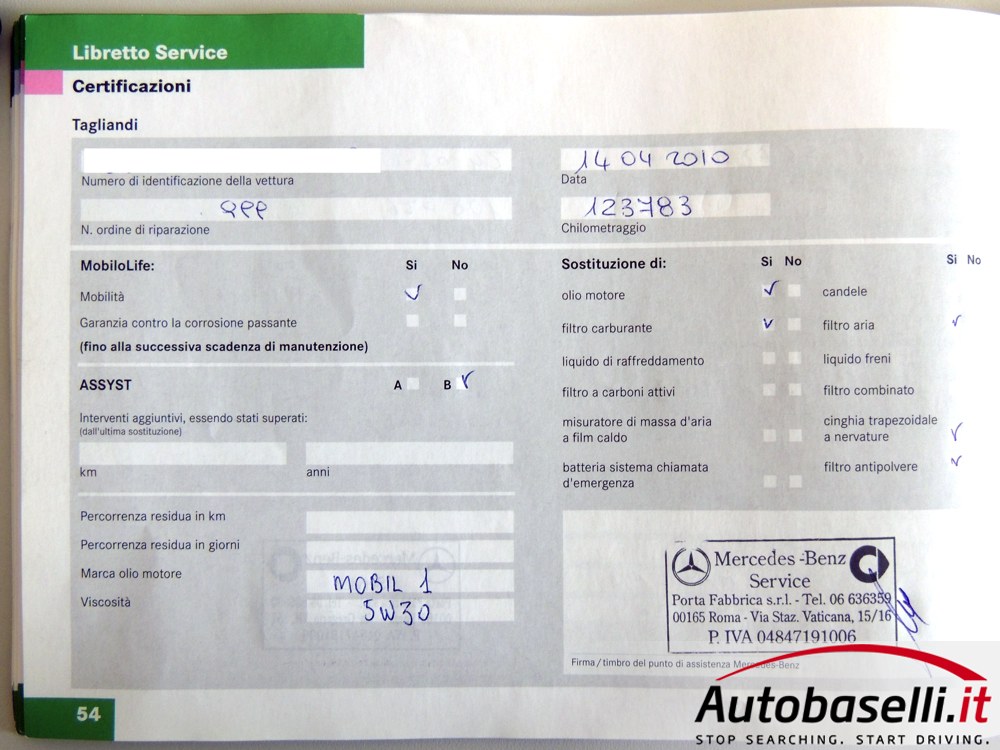 Libretto Service
Certificazioni
Tagliandi
14 04 2010
Numero di identificazione della vettura
Data
123783
N. ordine di riparazione
Chilometraggio
MobiloLife: Si No
Mobilità
Garanzia contro la corrosione passante
(fino alla successiva scadenza di manutenzione)
ASSYST A B
Interventi aggiuntivi, essendo stati superati:
(dall'ultima sostituzione)
km anni
Percorrenza residua in km
Percorrenza residua in giorni
Marca olio motore MOBIL 1
Viscosità 5W30
Sostituzione di: Si No Si No
olio motore candele
filtro carburante filtro aria
liquido di raffreddamento liquido freni
filtro a carboni attivi filtro combinato
misuratore di massa d'aria cinghia trapezoidale
a film caldo a nervature
batteria sistema chiamata filtro antipolvere
d'emergenza
Mercedes-Benz
Service
Porta Fabbrica s.r.l. - Tel. 06 636359
00165 Roma - Via Staz. Vaticana, 15/16
P. IVA 04847191006
Firma/timbro del punto di assistenza Mercedes-Benz
54
Autobaselli.it
STOP SEARCHING. START DRIVING.